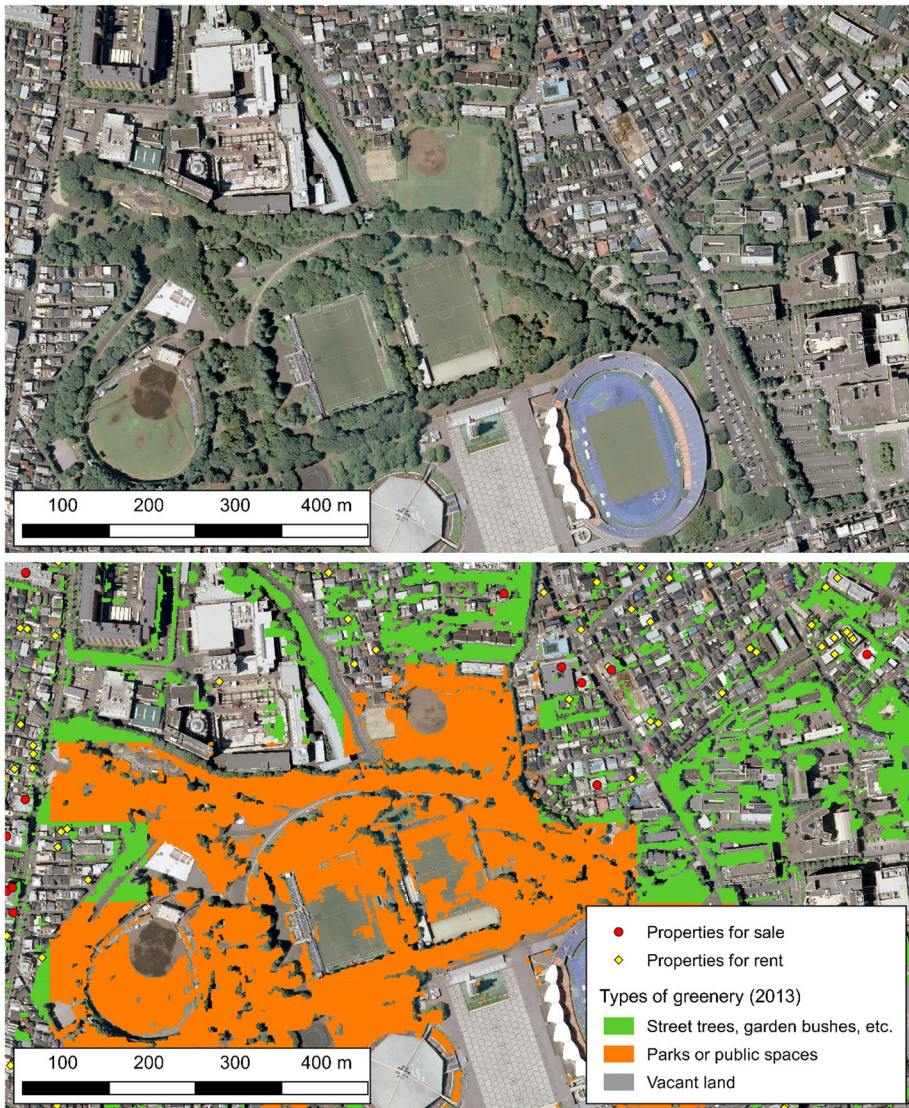 100 200 300 400 m
Properties for sale
Properties for rent
Types of greenery (2013)
Street trees, garden bushes, etc.
Parks or public spaces
Vacant land
100 200 300 400 m